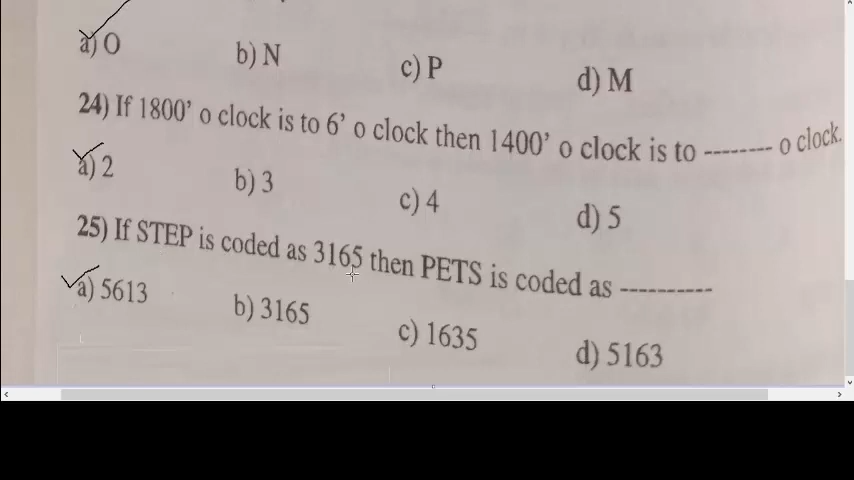 a) O b) N c) P d) M
24) If 1800' o clock is to 6' o clock then 1400' o clock is to -------- o clock.
a) 2 b) 3 c) 4 d) 5
25) If STEP is coded as 3165 then PETS is coded as ----------
a) 5613 b) 3165 c) 1635 d) 5163